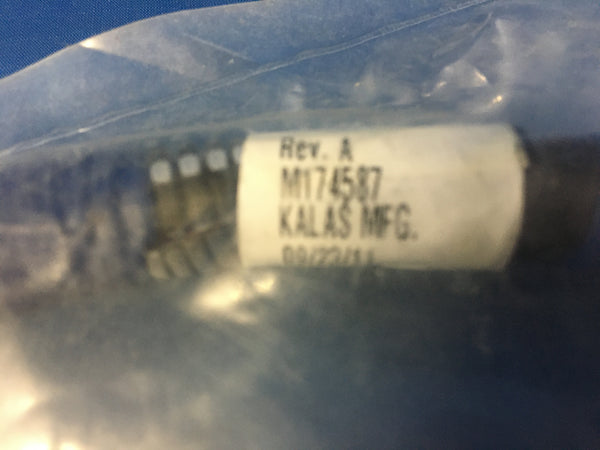 Rev. A
M174587
KALAS MFG.